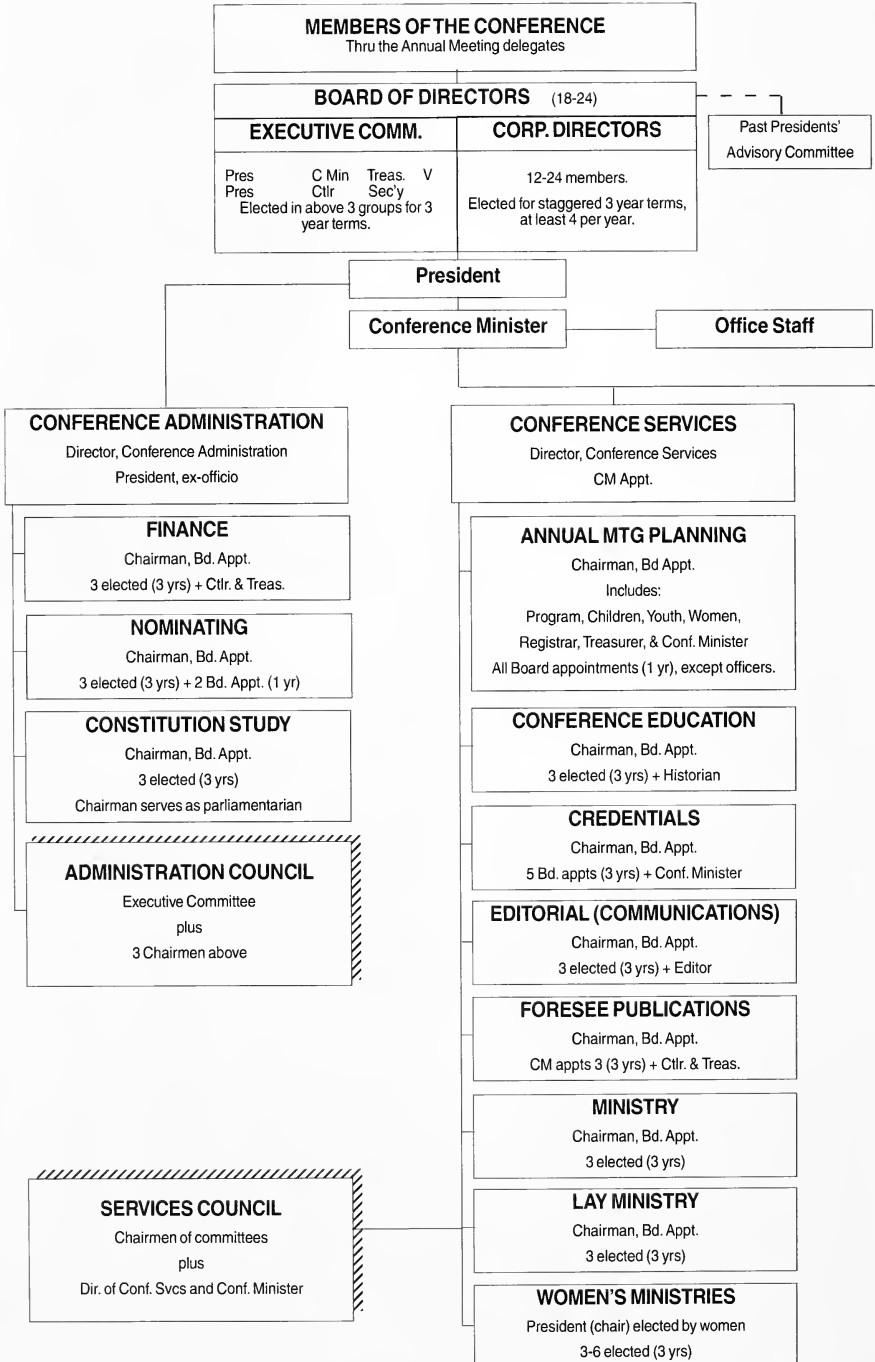 MEMBERS OF THE CONFERENCE
Thru the Annual Meeting delegates
BOARD OF DIRECTORS (18-24)
EXECUTIVE COMM.
Pres C Min Treas. V
Pres Ctlr Sec'y
Elected in above 3 groups for 3
year terms.
CORP. DIRECTORS
12-24 members.
Elected for staggered 3 year terms,
at least 4 per year.
Past Presidents'
Advisory Committee
President
Conference Minister
Office Staff
CONFERENCE ADMINISTRATION
Director, Conference Administration
President, ex-officio
FINANCE
Chairman, Bd. Appt.
3 elected (3 yrs) + Ctlr. & Treas.
NOMINATING
Chairman, Bd. Appt.
3 elected (3 yrs) + 2 Bd. Appt. (1 yr)
CONSTITUTION STUDY
Chairman, Bd. Appt.
3 elected (3 yrs)
Chairman serves as parliamentarian
ADMINISTRATION COUNCIL
Executive Committee
plus
3 Chairmen above
SERVICES COUNCIL
Chairmen of committees
plus
Dir. of Conf. Svcs and Conf. Minister
CONFERENCE SERVICES
Director, Conference Services
CM Appt.
ANNUAL MTG PLANNING
Chairman, Bd Appt.
Includes:
Program, Children, Youth, Women,
Registrar, Treasurer, & Conf. Minister
All Board appointments (1 yr), except officers.
CONFERENCE EDUCATION
Chairman, Bd. Appt.
3 elected (3 yrs) + Historian
CREDENTIALS
Chairman, Bd. Appt.
5 Bd. appts (3 yrs) + Conf. Minister
EDITORIAL (COMMUNICATIONS)
Chairman, Bd. Appt.
3 elected (3 yrs) + Editor
FORESEE PUBLICATIONS
Chairman, Bd. Appt.
CM appts 3 (3 yrs) + Ctlr. & Treas.
MINISTRY
Chairman, Bd. Appt.
3 elected (3 yrs)
LAY MINISTRY
Chairman, Bd. Appt.
3 elected (3 yrs)
WOMEN'S MINISTRIES
President (chair) elected by women
3-6 elected (3 yrs)